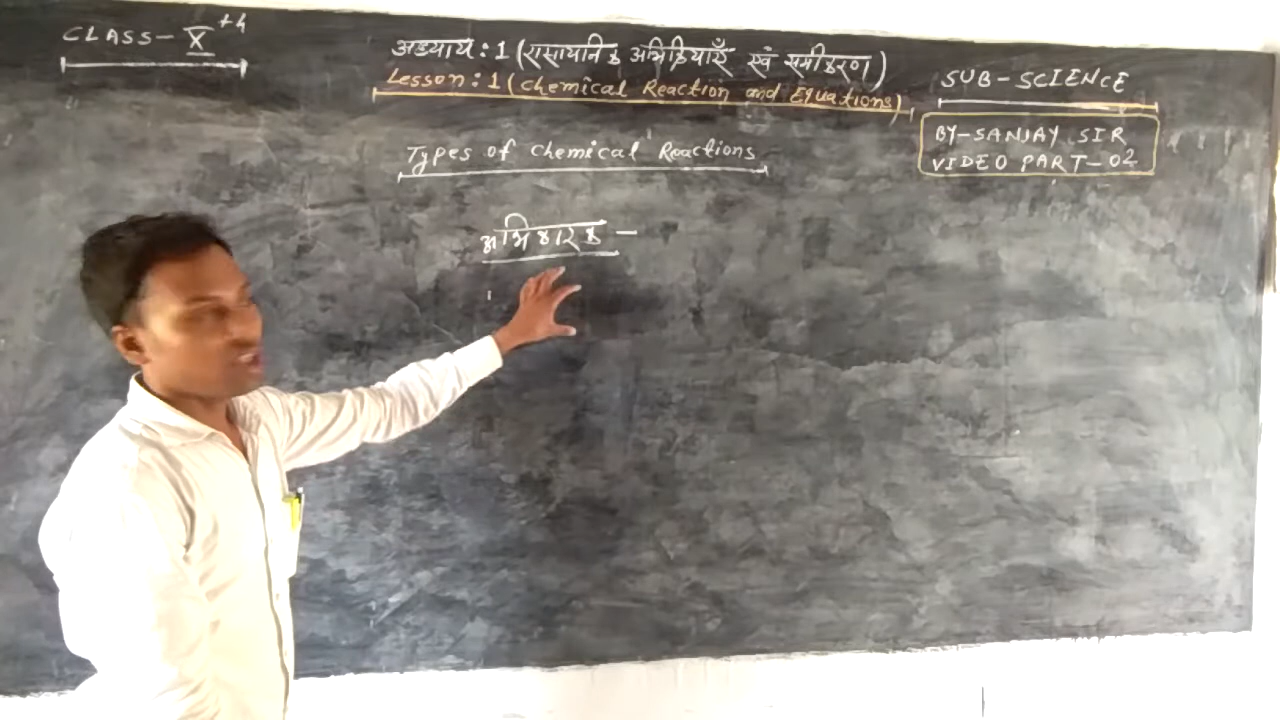 CLASS-X+h
अध्याय: 1 (रासायनिक अभिक्रियाएँ एवं समीकरण)
Lesson: 1 (Chemical Reaction and Equations)
SUB-SCIENCE
BY-SANJAY SIR
VIDEO PART-02
Types of Chemical Reactions
अभिकारक –